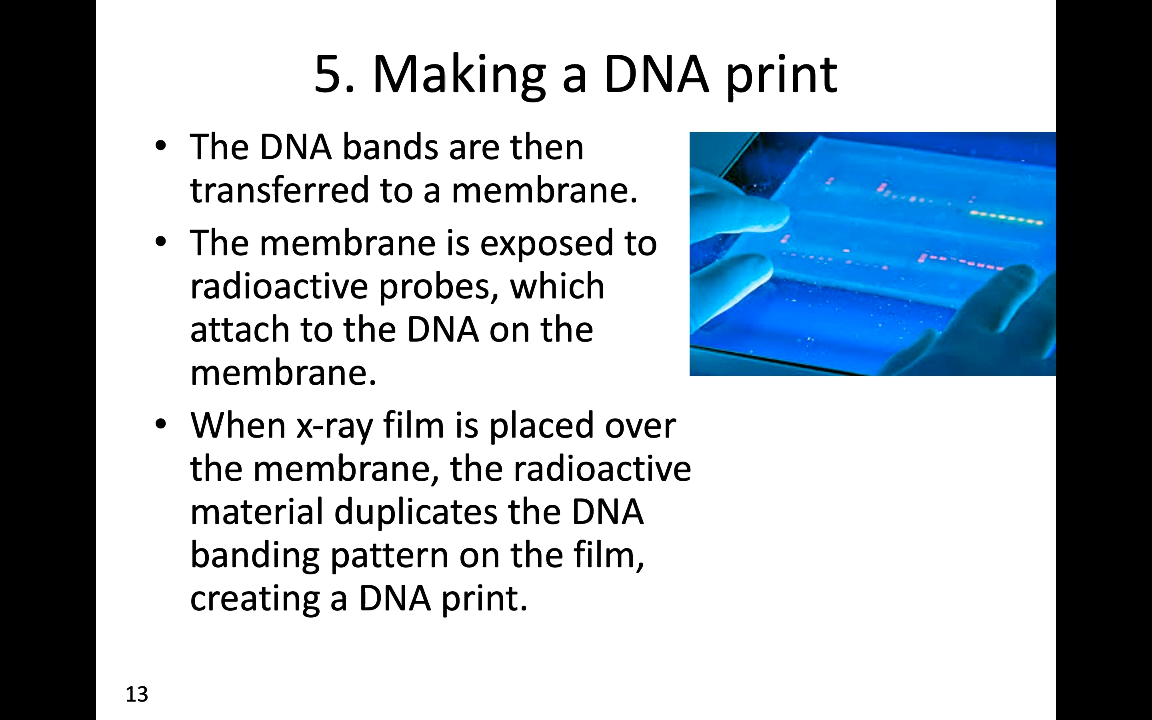 5. Making a DNA print
• The DNA bands are then
transferred to a membrane.
• The membrane is exposed to
radioactive probes, which
attach to the DNA on the
membrane.
• When x-ray film is placed over
the membrane, the radioactive
material duplicates the DNA
banding pattern on the film,
creating a DNA print.
13